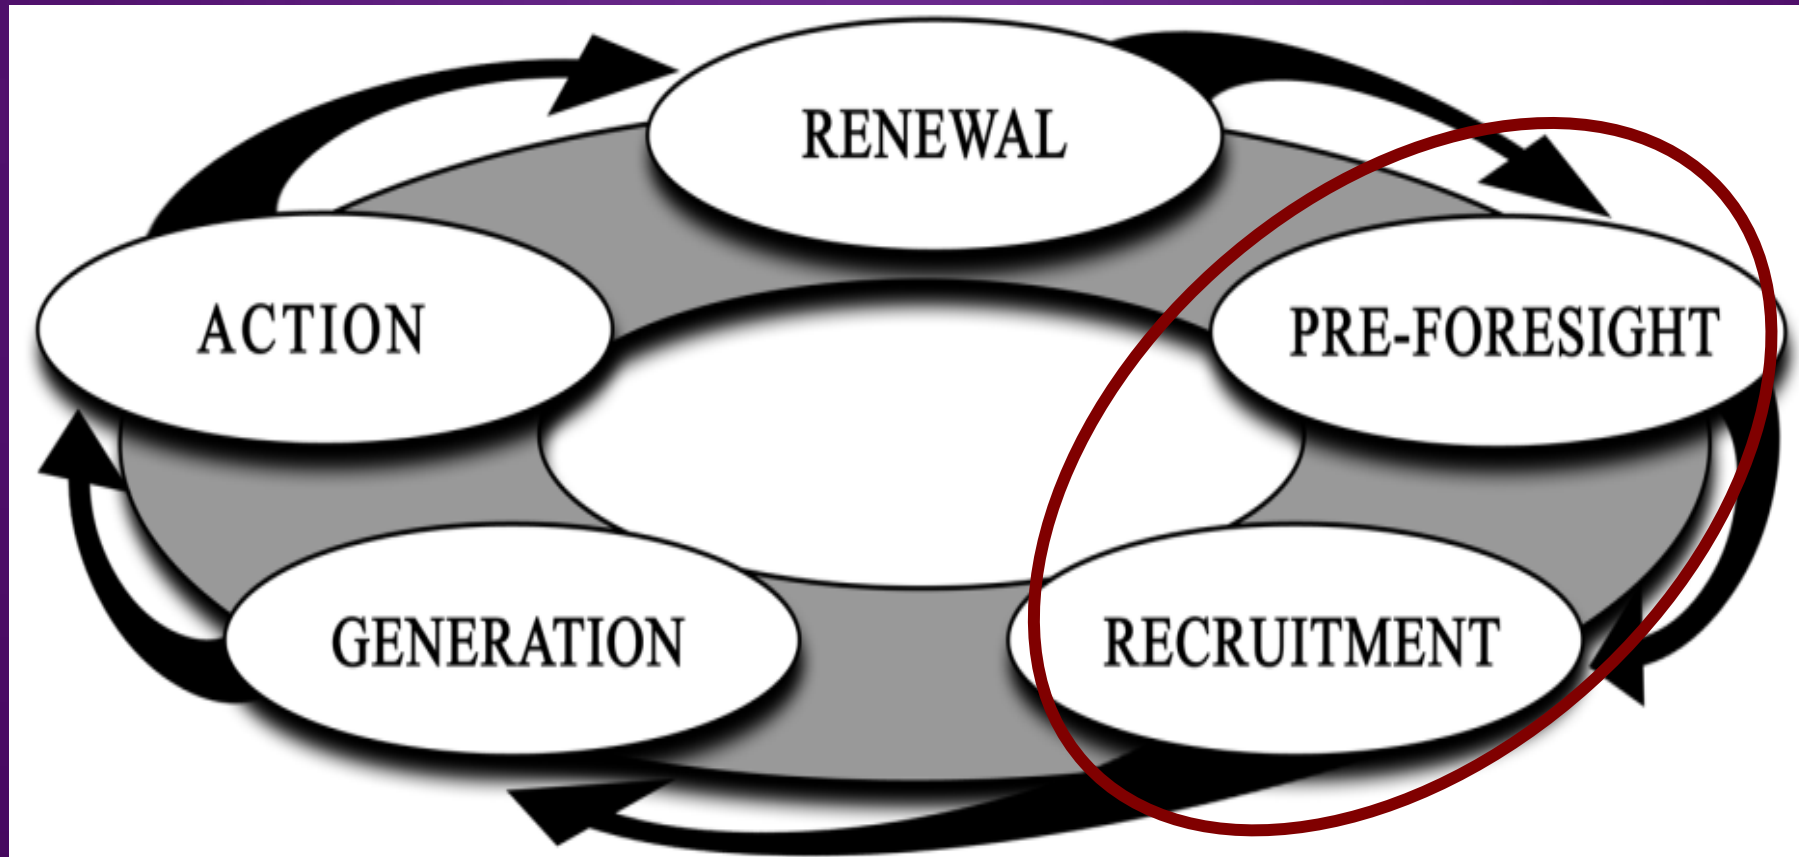 RENEWAL
ACTION
PRE-FORESIGHT
GENERATION
RECRUITMENT